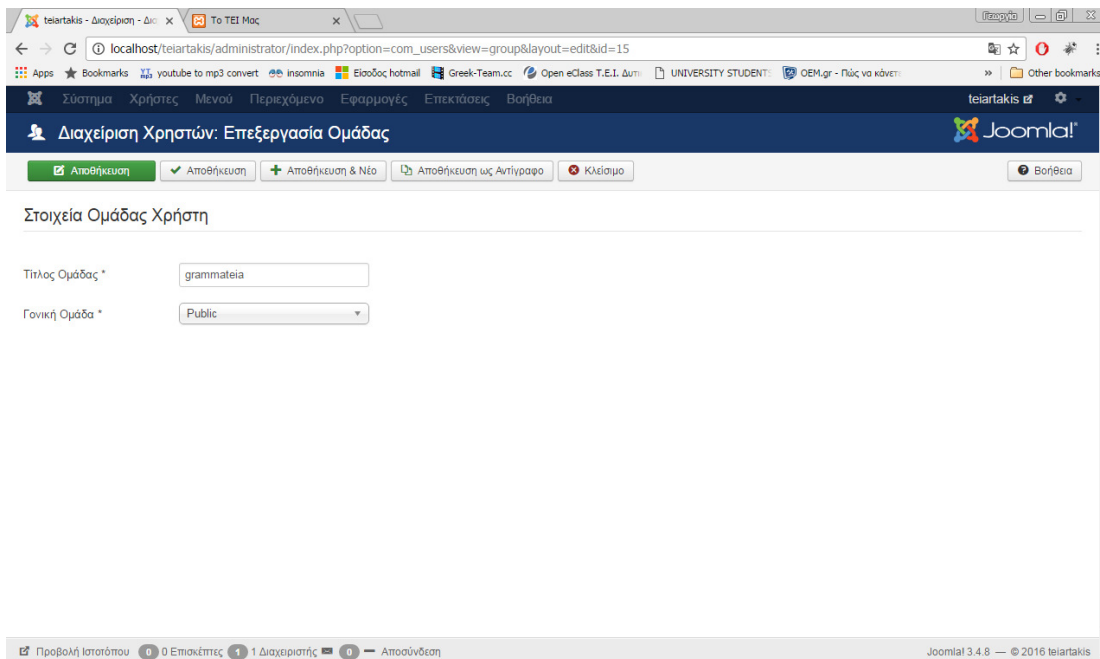 teiartakis - Διαχείριση - Διο
Το ΤΕΙ Μας
Γεωργία
localhost/teiartakis/administrator/index.php?option=com_users&view=group&layout=edit&id=15
Apps Bookmarks youtube to mp3 convert insomnia Είσοδος hotmail Greek-Team.cc Open eClass Τ.Ε.Ι. Δυτι UNIVERSITY STUDENTS OEM.gr - Πώς να κάνετε » Other bookmarks
Σύστημα Χρήστες Μενού Περιεχόμενο Εφαρμογές Επεκτάσεις Βοήθεια teiartakis
Διαχείριση Χρηστών: Επεξεργασία Ομάδας Joomla!
Αποθήκευση Αποθήκευση Αποθήκευση & Νέο Αποθήκευση ως Αντίγραφο Κλείσιμο Βοήθεια
Στοιχεία Ομάδας Χρήστη
Τίτλος Ομάδας * grammateia
Γονική Ομάδα * Public
Προβολή Ιστοτόπου 0 0 Επισκέπτες 1 1 Διαχειριστής 0 Αποσύνδεση Joomla! 3.4.8 — © 2016 teiartakis